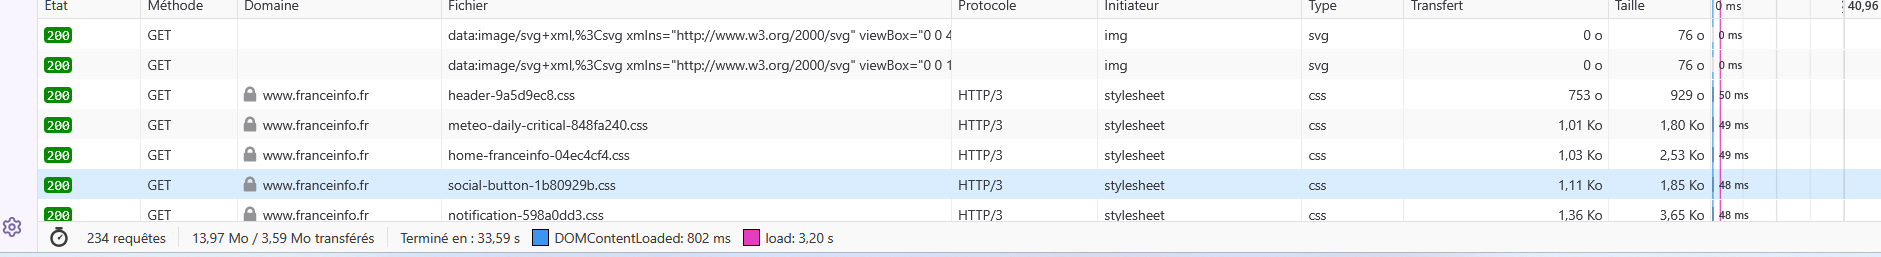 État Méthode Domaine Fichier Protocole Initiateur Type Transfert Taille 0 ms 40,96
200 GET data:image/svg+xml,%3Csvg xmlns="http://www.w3.org/2000/svg" viewBox="0 0 4 img svg 0 o 76 o 0 ms
200 GET data:image/svg+xml,%3Csvg xmlns="http://www.w3.org/2000/svg" viewBox="0 0 1 img svg 0 o 76 o 0 ms
200 GET www.franceinfo.fr header-9a5d9ec8.css HTTP/3 stylesheet css 753 o 929 o 50 ms
200 GET www.franceinfo.fr meteo-daily-critical-848fa240.css HTTP/3 stylesheet css 1,01 Ko 1,80 Ko 49 ms
200 GET www.franceinfo.fr home-franceinfo-04ec4cf4.css HTTP/3 stylesheet css 1,03 Ko 2,53 Ko 49 ms
200 GET www.franceinfo.fr social-button-1b80929b.css HTTP/3 stylesheet css 1,11 Ko 1,85 Ko 48 ms
200 GET www.franceinfo.fr notification-598a0dd3.css HTTP/3 stylesheet css 1,36 Ko 3,65 Ko 48 ms
234 requêtes 13,97 Mo / 3,59 Mo transférés Terminé en : 33,59 s DOMContentLoaded: 802 ms load: 3,20 s